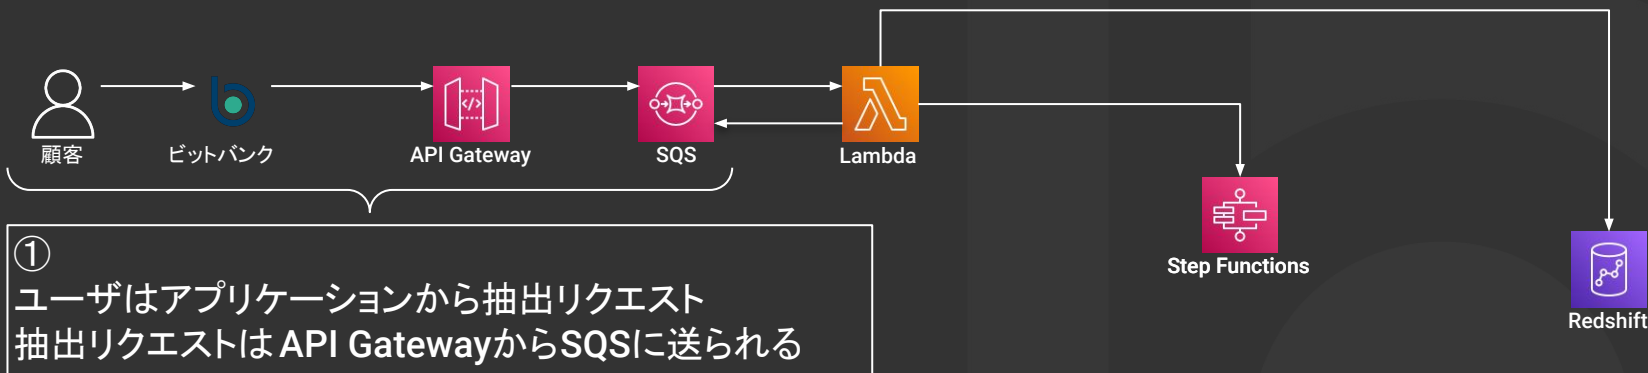 顧客
ビットバンク
API Gateway
SQS
Lambda
Step Functions
Redshift
①
ユーザはアプリケーションから抽出リクエスト
抽出リクエストはAPI GatewayからSQSに送られる